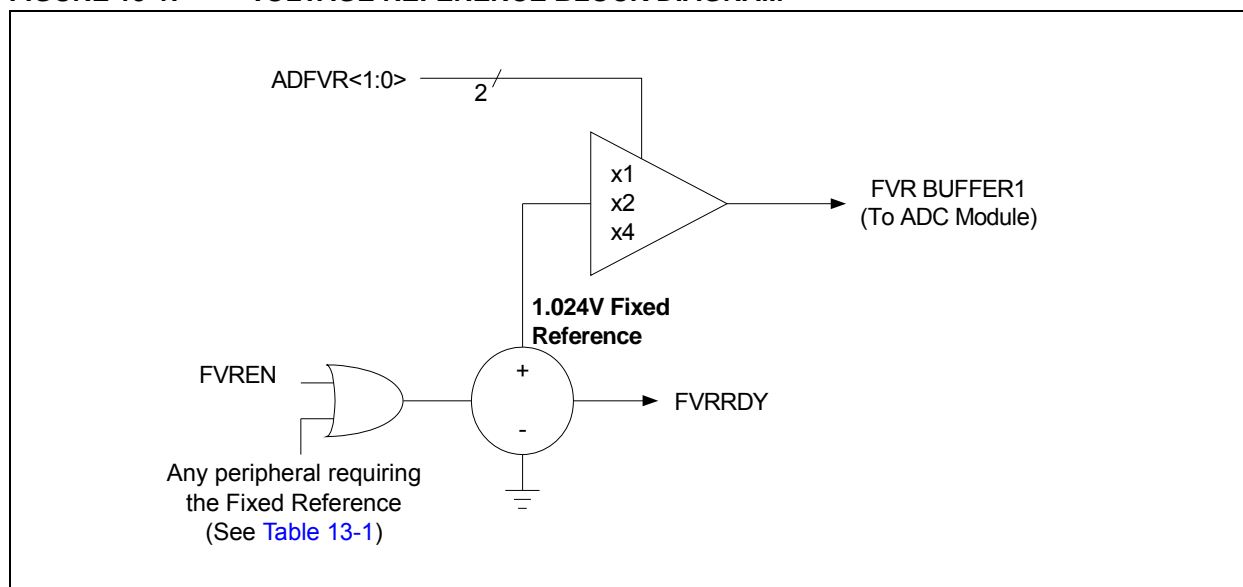 ADFVR<1:0>
2
x1
x2
x4
FVR BUFFER1
(To ADC Module)
1.024V Fixed
Reference
+
-
FVREN
FVRRDY
Any peripheral requiring
the Fixed Reference
(See Table 13-1)